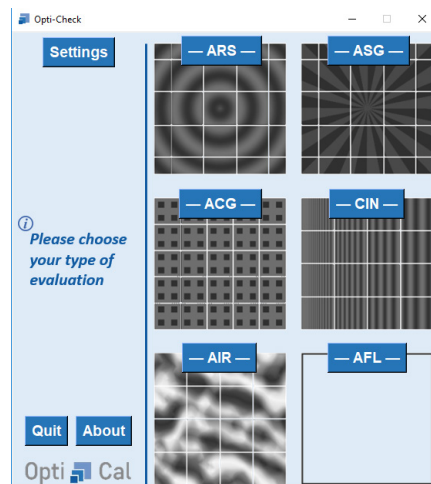 Opti-Check
Settings
— ARS —
— ASG —
— ACG —
— CIN —
Please choose
your type of
evaluation
— AIR —
— AFL —
Quit
About
Opti Cal